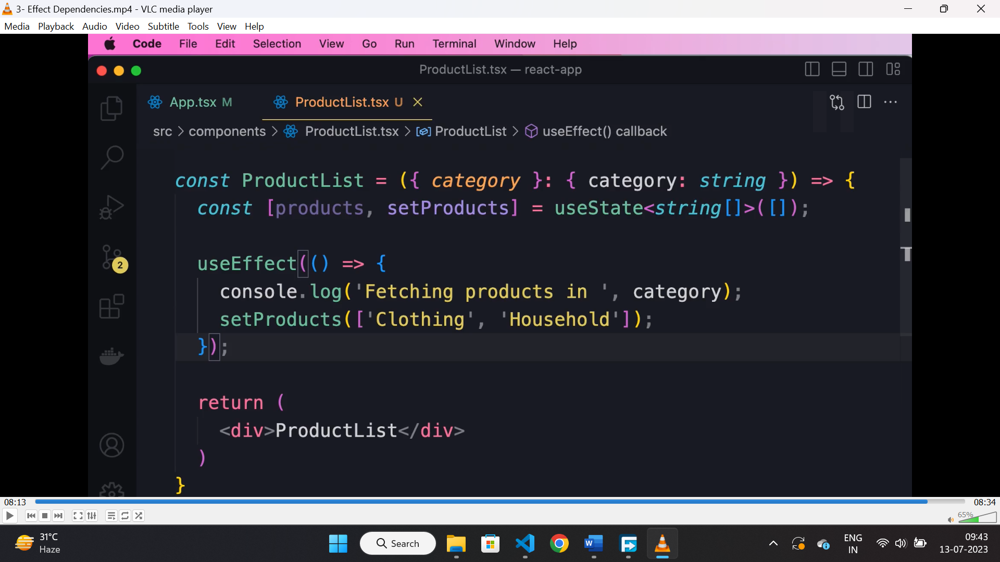 3- Effect Dependencies.mp4 - VLC media player
Media Playback Audio Video Subtitle Tools View Help
Code File Edit Selection View Go Run Terminal Window Help
ProductList.tsx — react-app
App.tsx M ProductList.tsx U
src > components > ProductList.tsx > ProductList > useEffect() callback
const ProductList = ({ category }: { category: string }) => {
const [products, setProducts] = useState<string[]>([]);
useEffect(() => {
console.log('Fetching products in ', category);
setProducts(['Clothing', 'Household']);
});
return (
<div>ProductList</div>
)
}
2
08:13 08:34
65%
31°C
Haze
Search
ENG
IN
09:43
13-07-2023